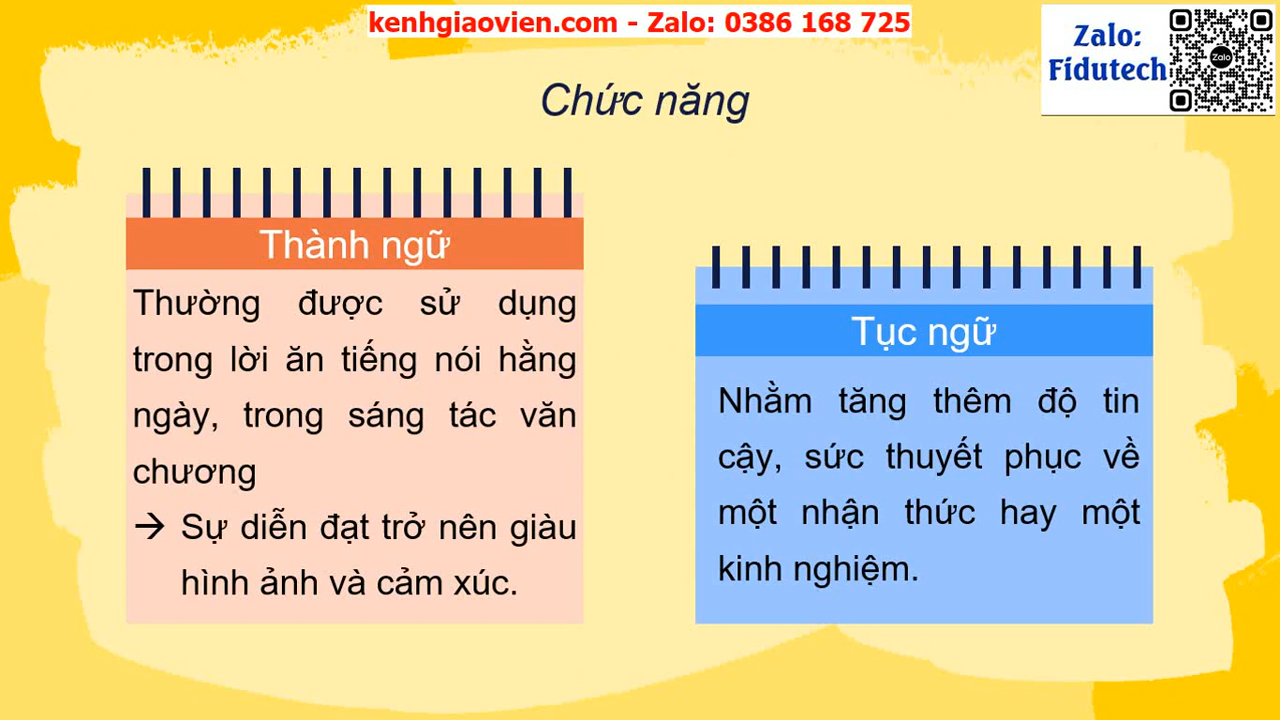 kenhgiaovien.com - Zalo: 0386 168 725
Zalo:
Fidutech
Zalo
Chức năng
Thành ngữ
Thường được sử dụng
trong lời ăn tiếng nói hằng
ngày, trong sáng tác văn
chương
→ Sự diễn đạt trở nên giàu
hình ảnh và cảm xúc.
Tục ngữ
Nhằm tăng thêm độ tin
cậy, sức thuyết phục về
một nhận thức hay một
kinh nghiệm.